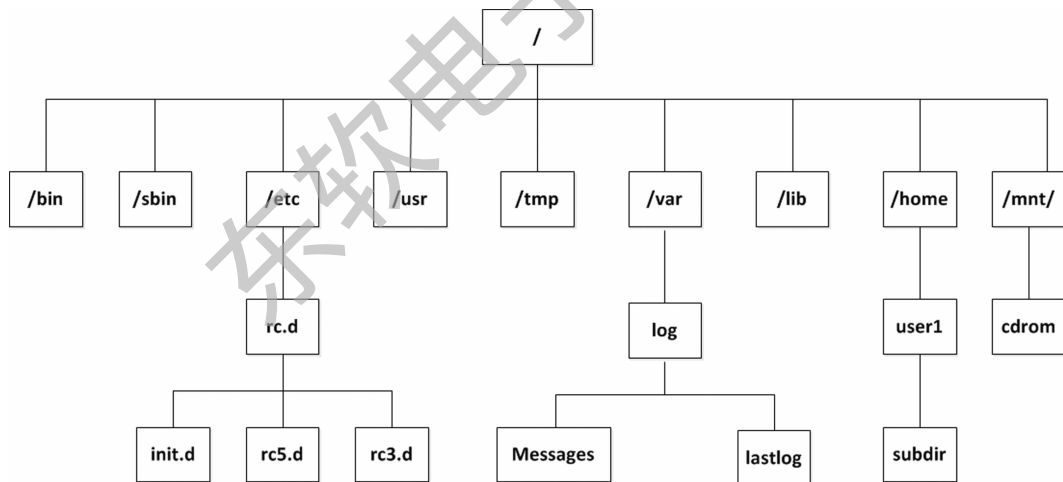 /
/bin /sbin /etc /usr /tmp /var /lib /home /mnt/
rc.d log user1 cdrom
init.d rc5.d rc3.d Messages lastlog subdir
东软电子